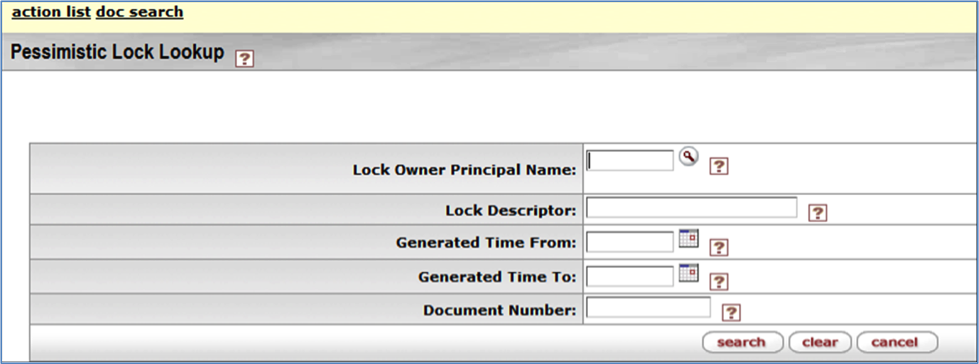 action list doc search
Pessimistic Lock Lookup ?
Lock Owner Principal Name: ?
Lock Descriptor: ?
Generated Time From: ?
Generated Time To: ?
Document Number: ?
search clear cancel